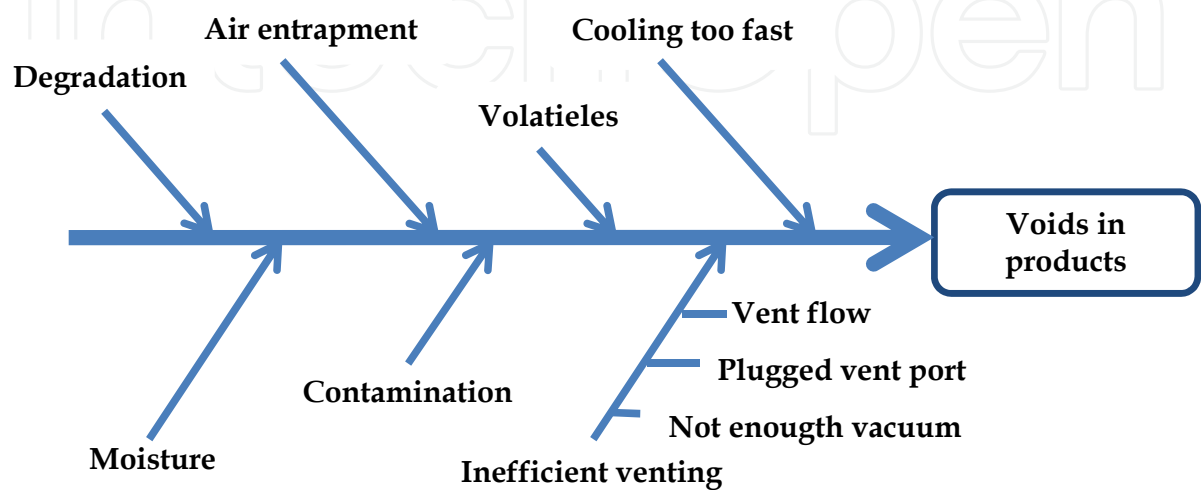 Air entrapment
Cooling too fast
Degradation
Volatieles
Voids in
products
Vent flow
Plugged vent port
Contamination
Not enougth vacuum
Moisture
Inefficient venting